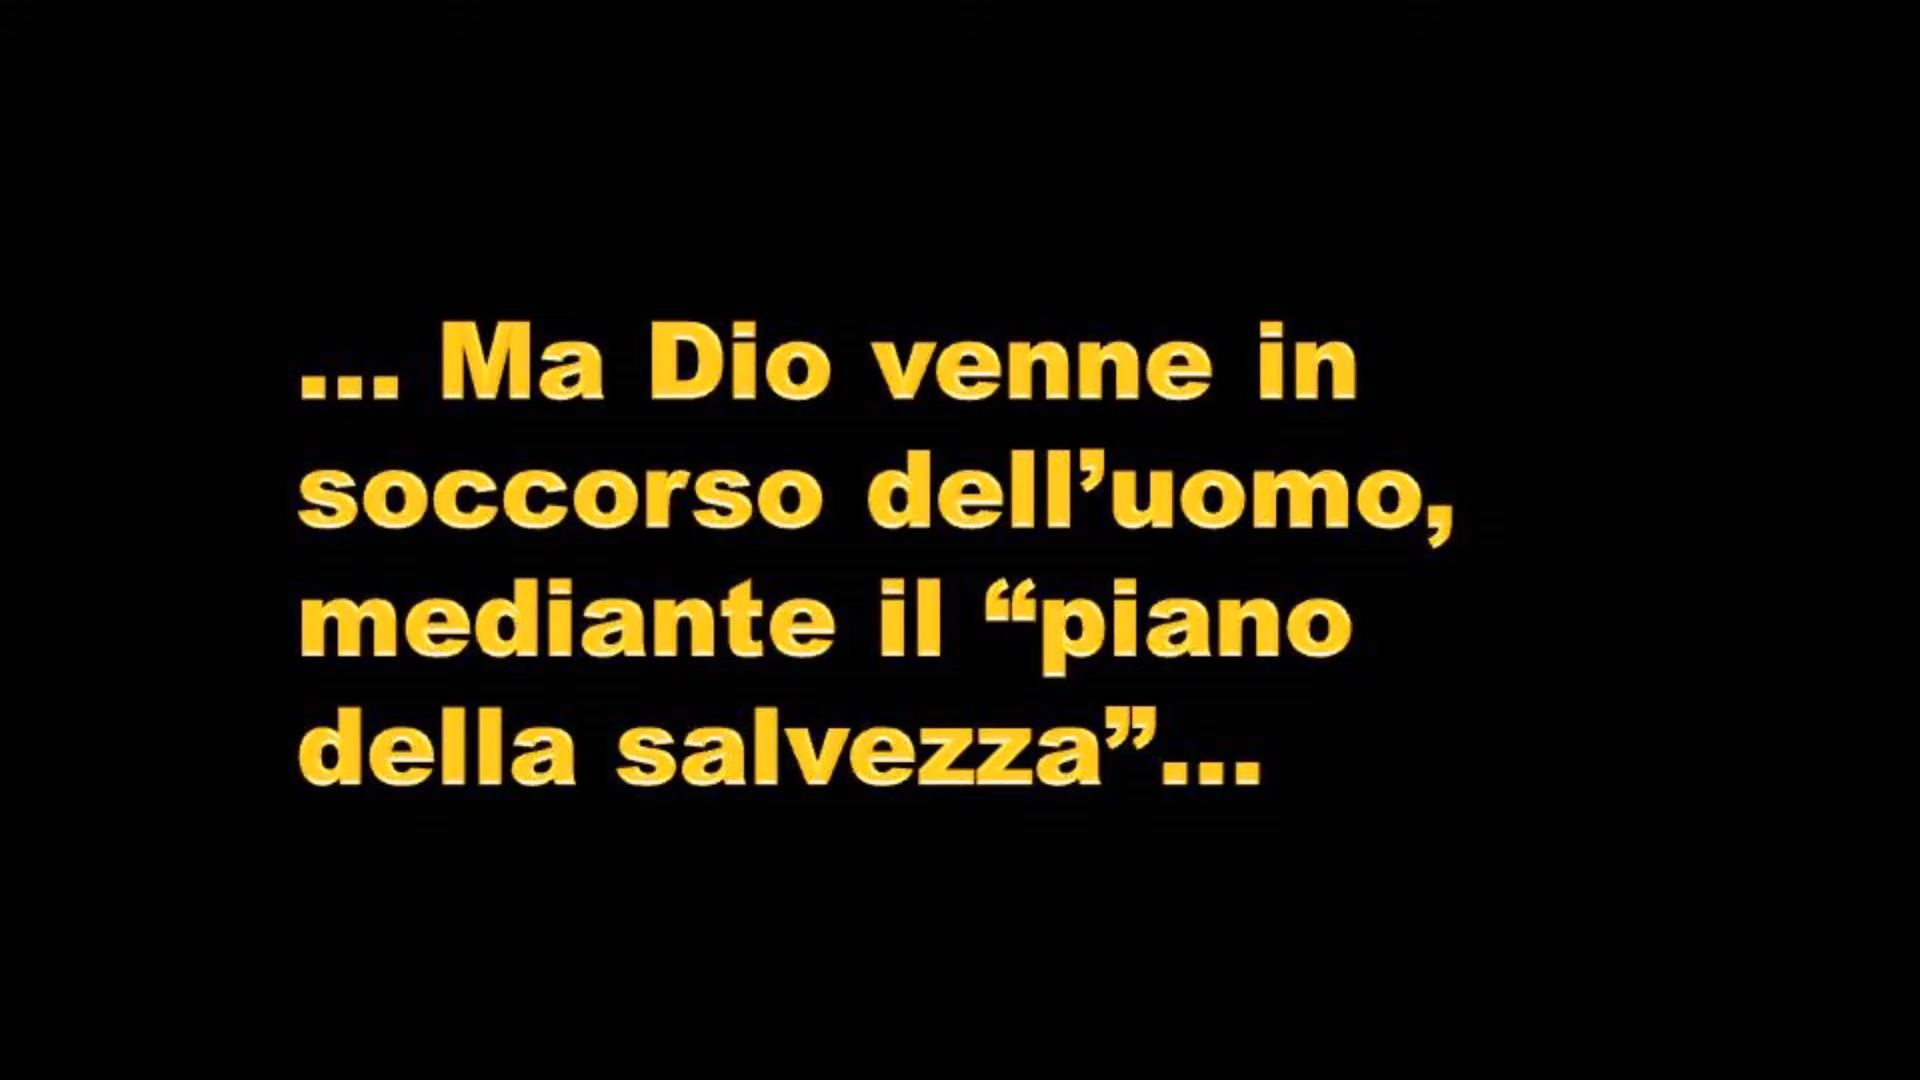 ... Ma Dio venne in
soccorso dell’uomo,
mediante il “piano
della salvezza”...